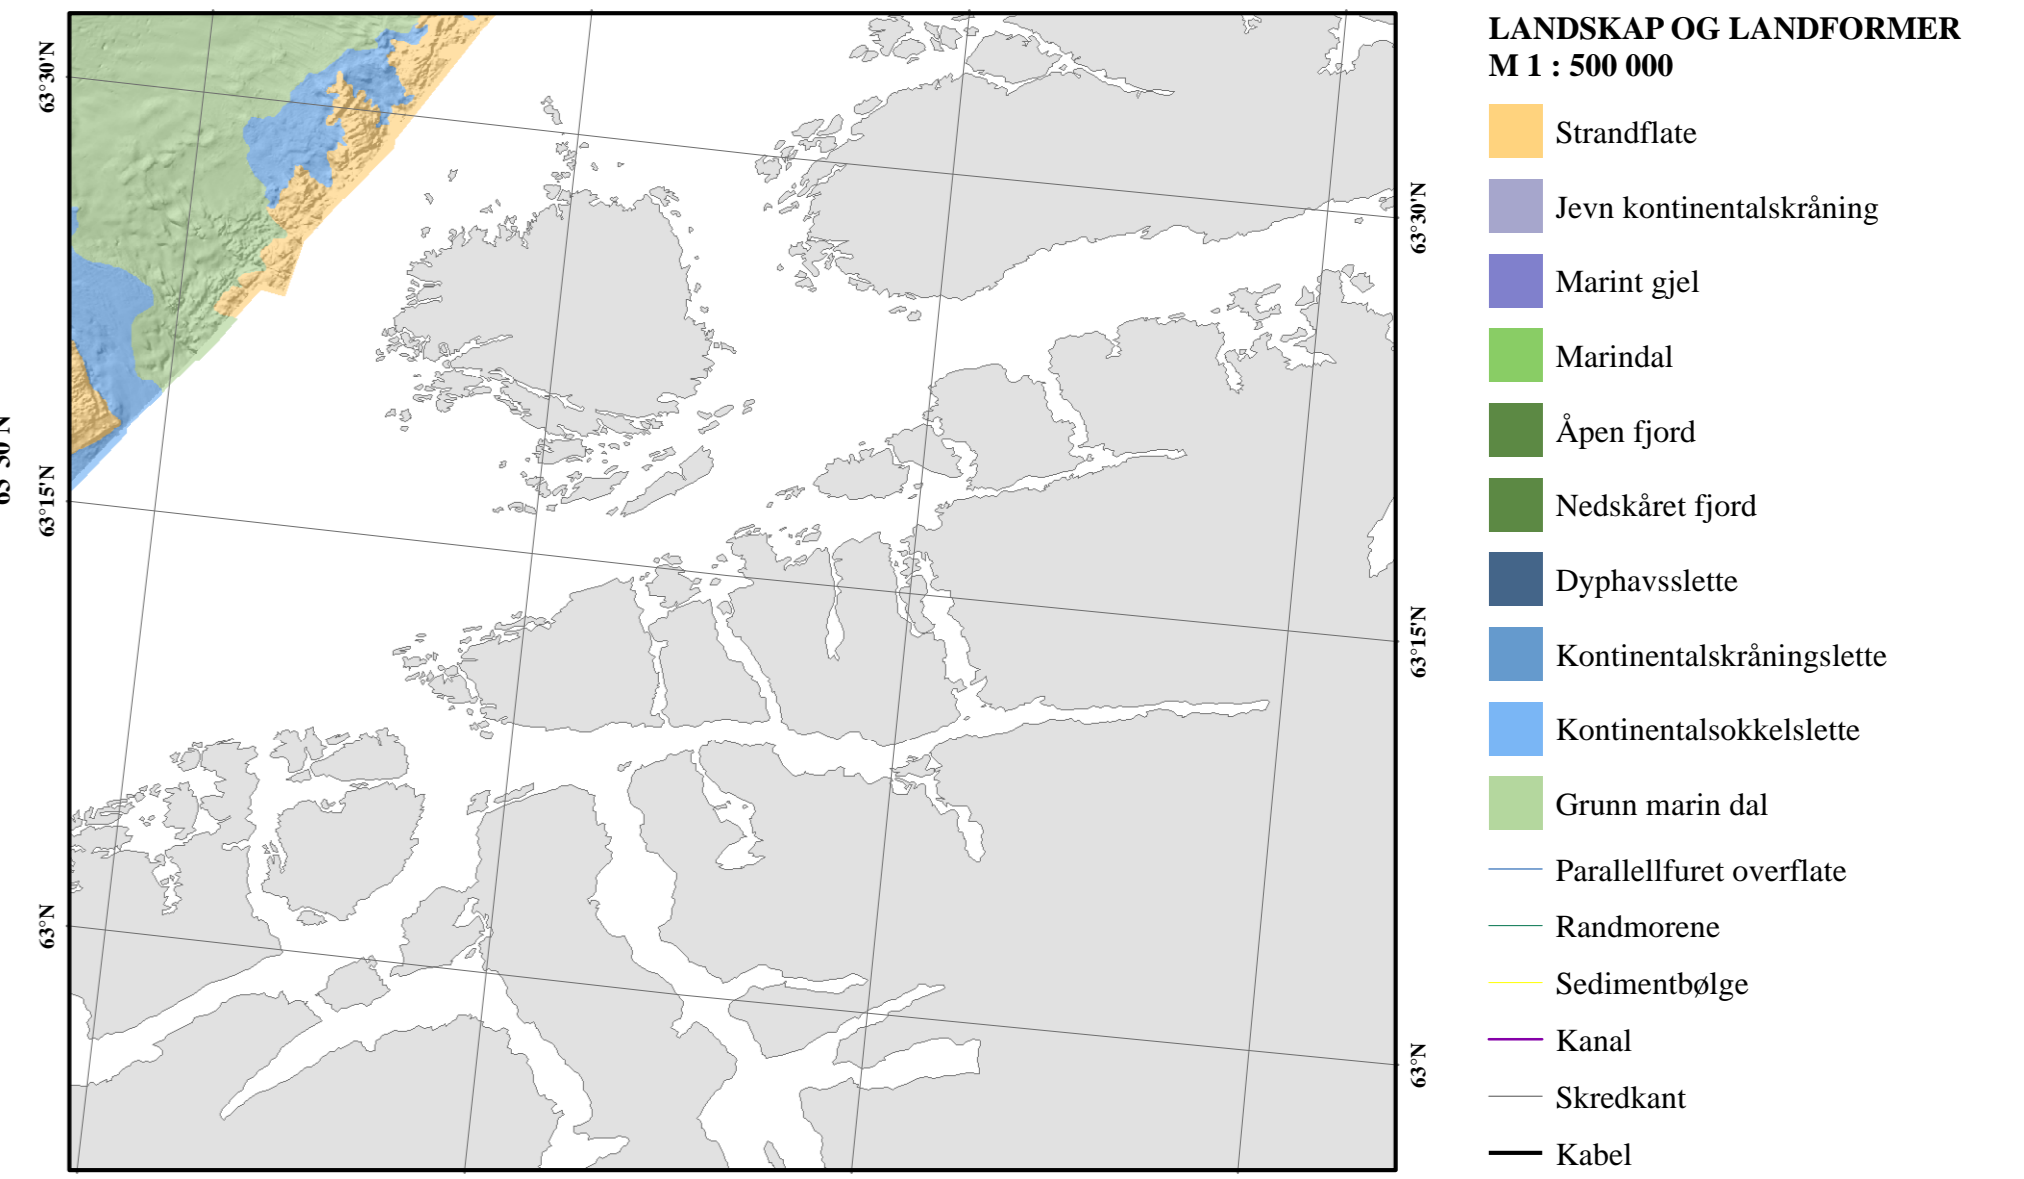 LANDSKAP OG LANDFORMER
M 1 : 500 000
Strandflate
Jevn kontinentalskråning
Marint gjel
Marindal
Åpen fjord
Nedskåret fjord
Dyphavsslette
Kontinentalskråningslette
Kontinentalsokkelslette
Grunn marin dal
Parallellfuret overflate
Randmorene
Sedimentbølge
Kanal
Skredkant
Kabel
63°30'N
63°15'N
63°N
63°30'N
63°15'N
63°N